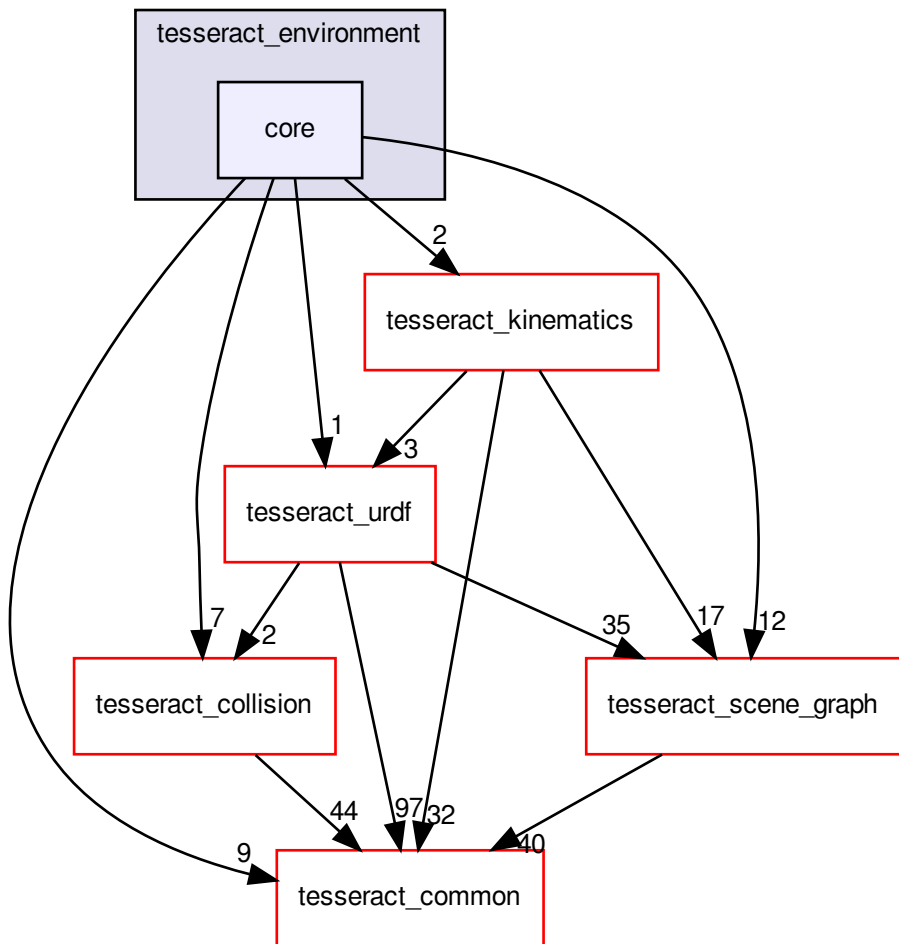 tesseract_environment
core
2
tesseract_kinematics
1
3
tesseract_urdf
7
2
35
17
12
tesseract_collision
tesseract_scene_graph
44
97
32
40
9
tesseract_common